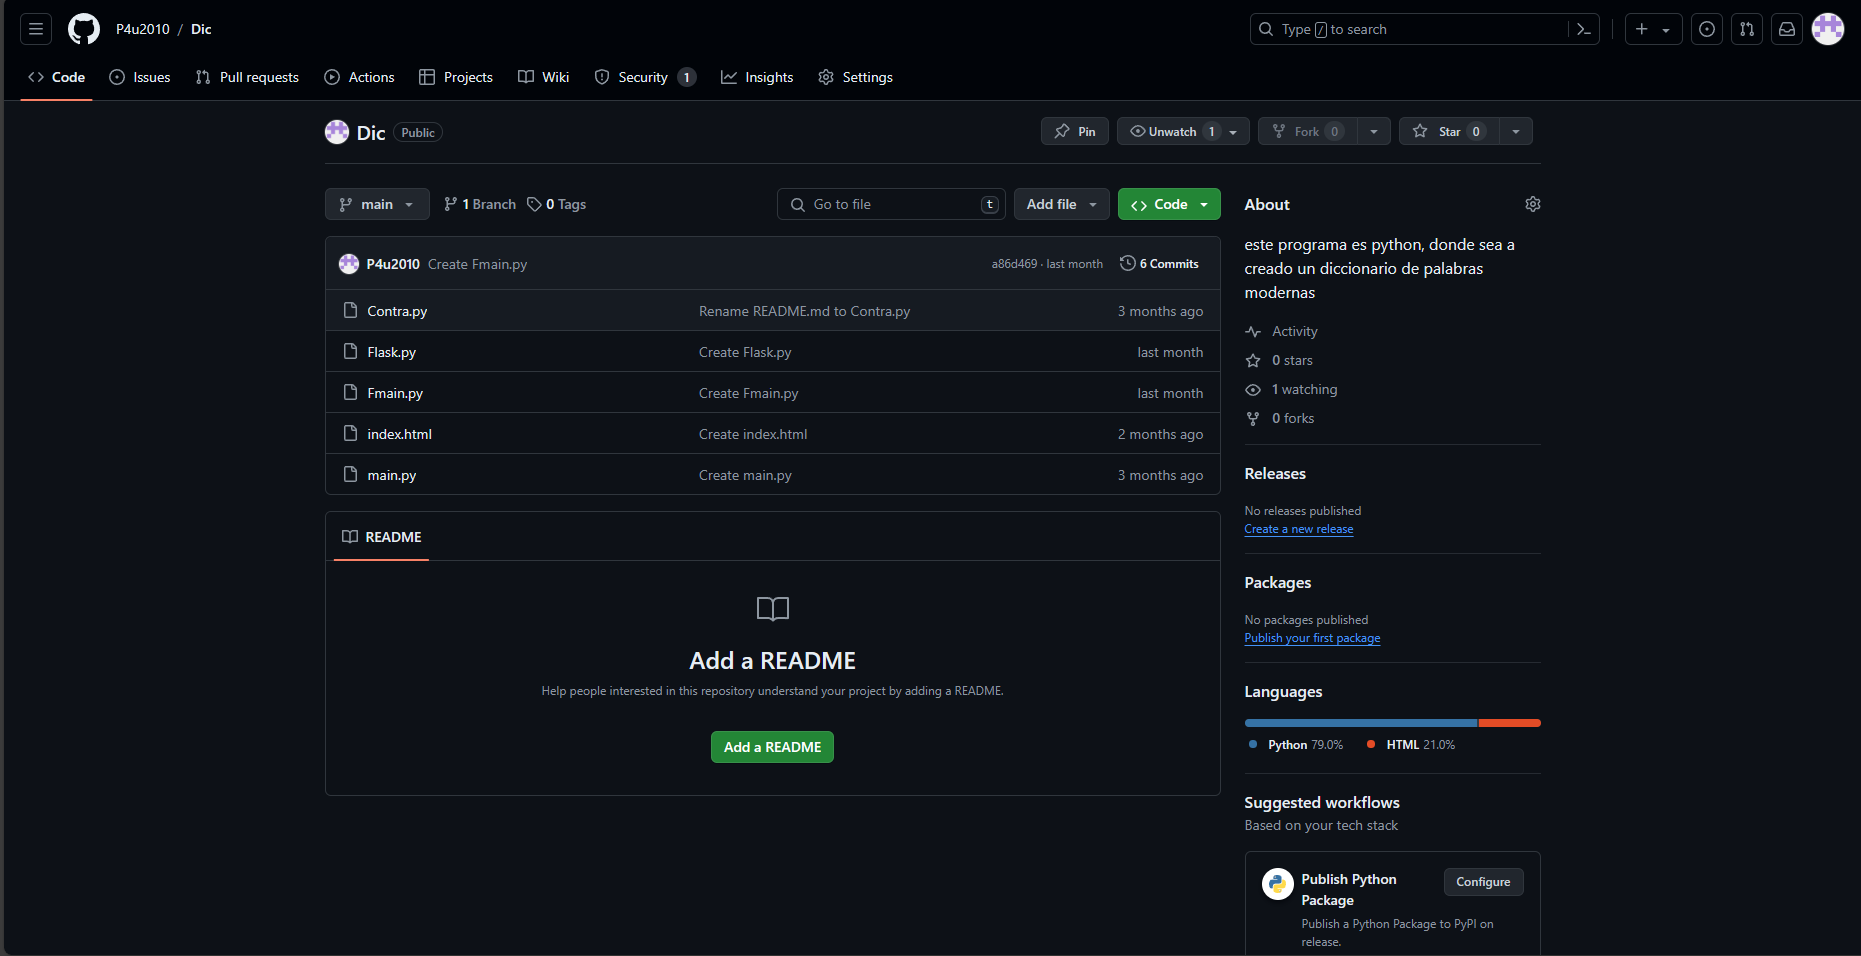 P4u2010 / Dic
Type / to search
Code
Issues
Pull requests
Actions
Projects
Wiki
Security 1
Insights
Settings
Dic Public
Pin
Unwatch 1
Fork 0
Star 0
main
1 Branch
0 Tags
Go to file t
Add file
Code
P4u2010 Create Fmain.py
a86d469 · last month
6 Commits
Contra.py Rename README.md to Contra.py 3 months ago
Flask.py Create Flask.py last month
Fmain.py Create Fmain.py last month
index.html Create index.html 2 months ago
main.py Create main.py 3 months ago
README
Add a README
Help people interested in this repository understand your project by adding a README.
Add a README
About
este programa es python, donde sea a
creado un diccionario de palabras
modernas
Activity
0 stars
1 watching
0 forks
Releases
No releases published
Create a new release
Packages
No packages published
Publish your first package
Languages
Python 79.0% HTML 21.0%
Suggested workflows
Based on your tech stack
Publish Python
Package
Configure
Publish a Python Package to PyPI on
release.